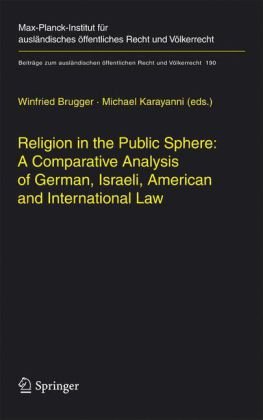 Max-Planck-Institut für
ausländisches öffentliches Recht und Völkerrecht
Beiträge zum ausländischen öffentlichen Recht und Völkerrecht 190
Winfried Brugger · Michael Karayanni (eds.)
Religion in the Public Sphere:
A Comparative Analysis
of German, Israeli, American
and International Law
Springer